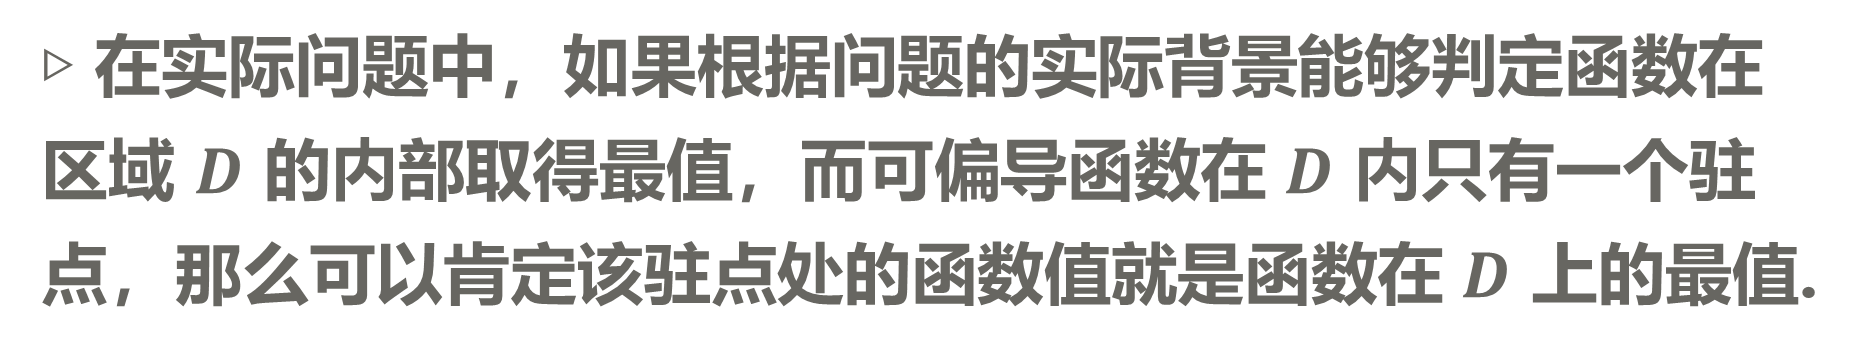 ▷ 在实际问题中，如果根据问题的实际背景能够判定函数在
区域 D 的内部取得最值，而可偏导函数在 D 内只有一个驻
点，那么可以肯定该驻点处的函数值就是函数在 D 上的最值.